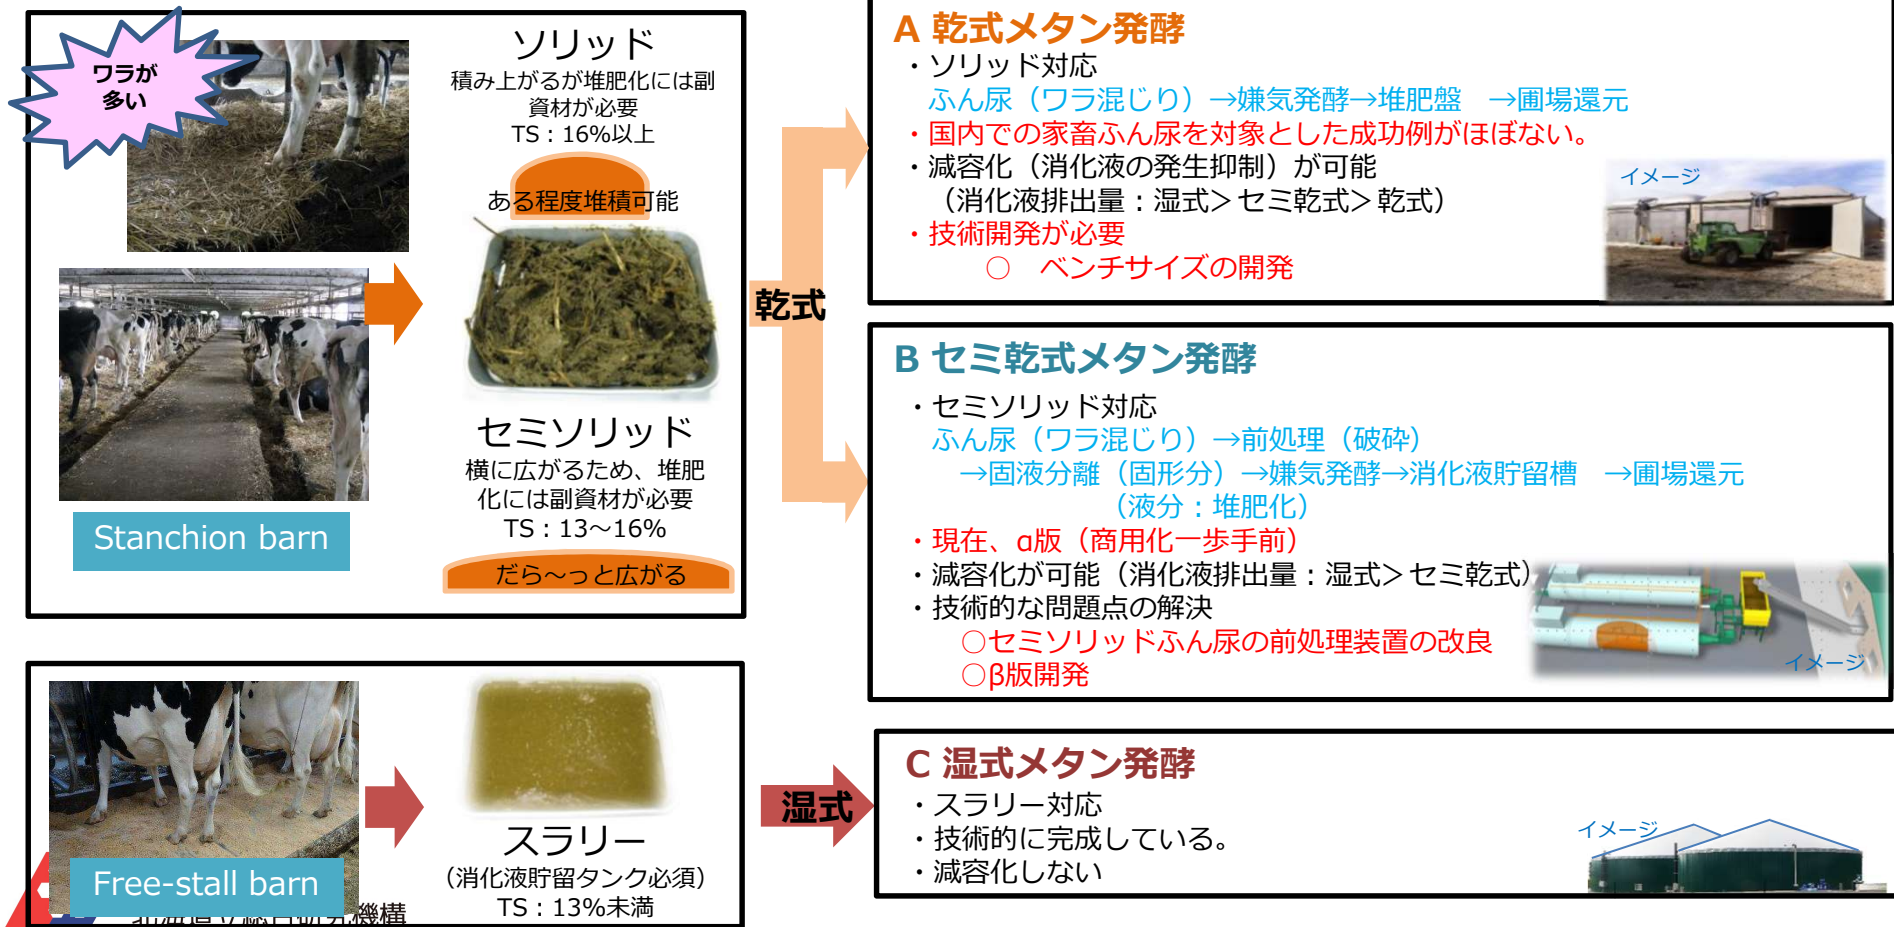 ワラが
多い
ソリッド
積み上がるが堆肥化には副
資材が必要
TS：16%以上
ある程度堆積可能
セミソリッド
横に広がるため、堆肥
化には副資材が必要
TS：13～16%
だら～っと広がる
Stanchion barn
乾式
A 乾式メタン発酵
・ソリッド対応
ふん尿（ワラ混じり）→嫌気発酵→堆肥盤　→圃場還元
・国内での家畜ふん尿を対象とした成功例がほぼない。
・減容化（消化液の発生抑制）が可能
（消化液排出量：湿式＞セミ乾式＞乾式）
・技術開発が必要
○　ベンチサイズの開発
イメージ
B セミ乾式メタン発酵
・セミソリッド対応
ふん尿（ワラ混じり）→前処理（破砕）
→固液分離（固形分）→嫌気発酵→消化液貯留槽　→圃場還元
（液分：堆肥化）
・現在、α版（商用化一歩手前）
・減容化が可能（消化液排出量：湿式＞セミ乾式）
・技術的な問題点の解決
○セミソリッドふん尿の前処理装置の改良
○β版開発
イメージ
Free-stall barn
スラリー
（消化液貯留タンク必須）
TS：13%未満
湿式
C 湿式メタン発酵
・スラリー対応
・技術的に完成している。
・減容化しない
イメージ
機構